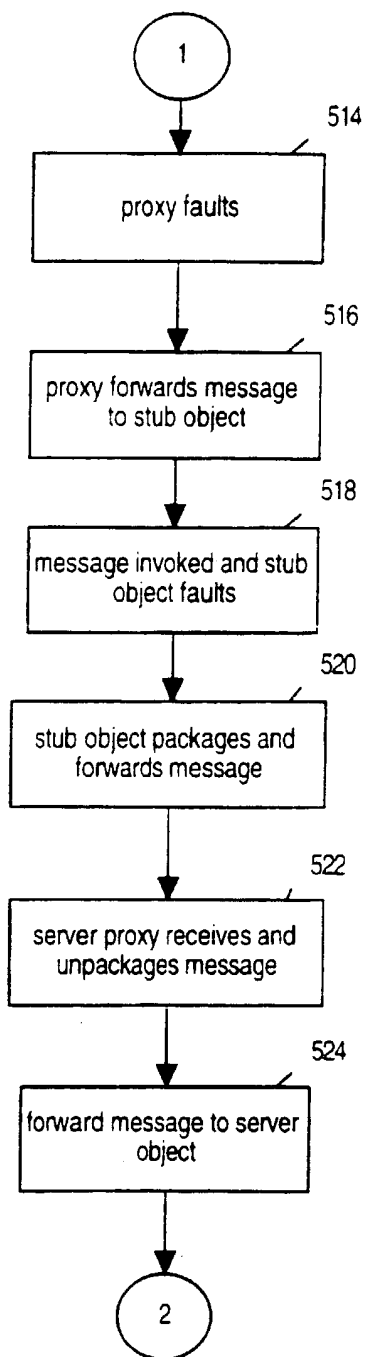 1
514
proxy faults
516
proxy forwards message
to stub object
518
message invoked and stub
object faults
520
stub object packages and
forwards message
522
server proxy receives and
unpackages message
524
forward message to server
object
2